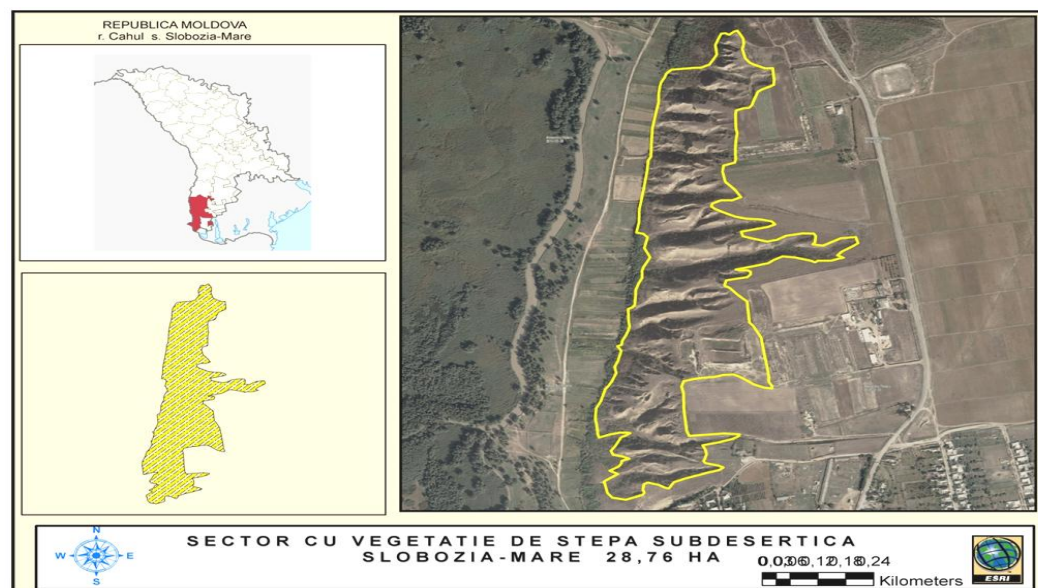 REPUBLICA MOLDOVA
r. Cahul s. Slobozia-Mare
SECTOR CU VEGETATIE DE STEPA SUBDESERTICA
SLOBOZIA-MARE 28,76 HA
N
W E
S
Kilometers
ESRI